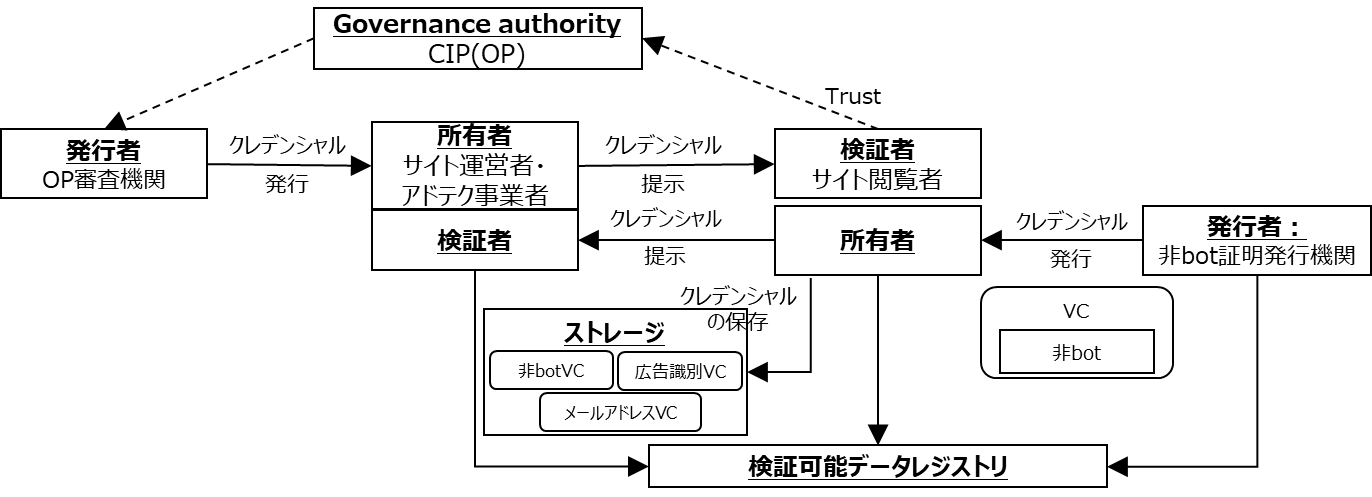 Governance authority
CIP(OP)
Trust
発行者
OP審査機関
クレデンシャル
発行
所有者
サイト運営者・
アドテク事業者
クレデンシャル
提示
検証者
サイト閲覧者
検証者
クレデンシャル
提示
所有者
クレデンシャル
発行
発行者：
非bot証明発行機関
クレデンシャル
の保存
VC
非bot
ストレージ
非botVC
広告識別VC
メールアドレスVC
検証可能データレジストリ